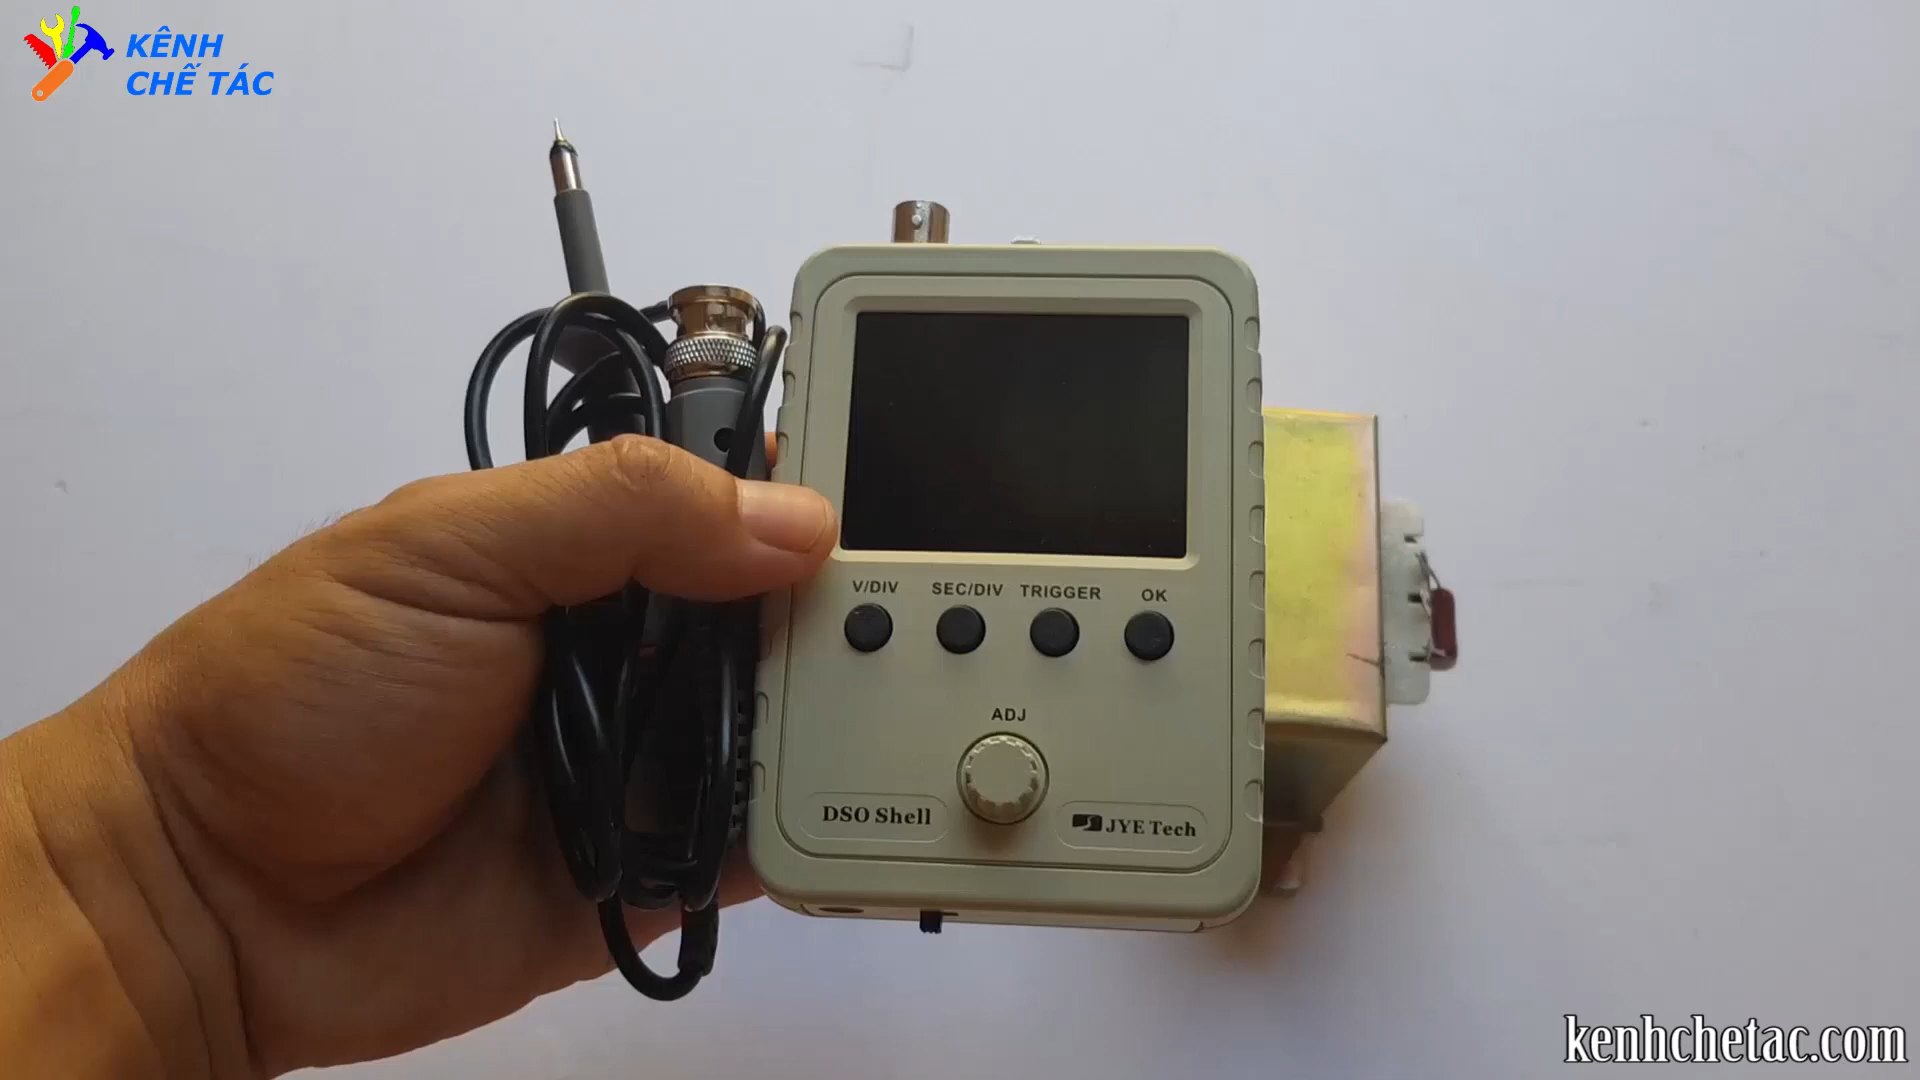 KÊNH
CHẾ TÁC
V/DIV SEC/DIV TRIGGER OK
ADJ
DSO Shell JYE Tech
kenhchetac.com